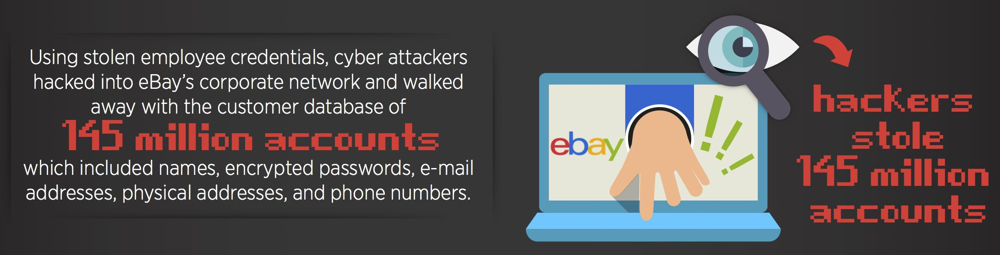 Using stolen employee credentials, cyber attackers
hacked into eBay’s corporate network and walked
away with the customer database of
145 million accounts
which included names, encrypted passwords, e-mail
addresses, physical addresses, and phone numbers.
ebay
hackers
stole
145 million
accounts